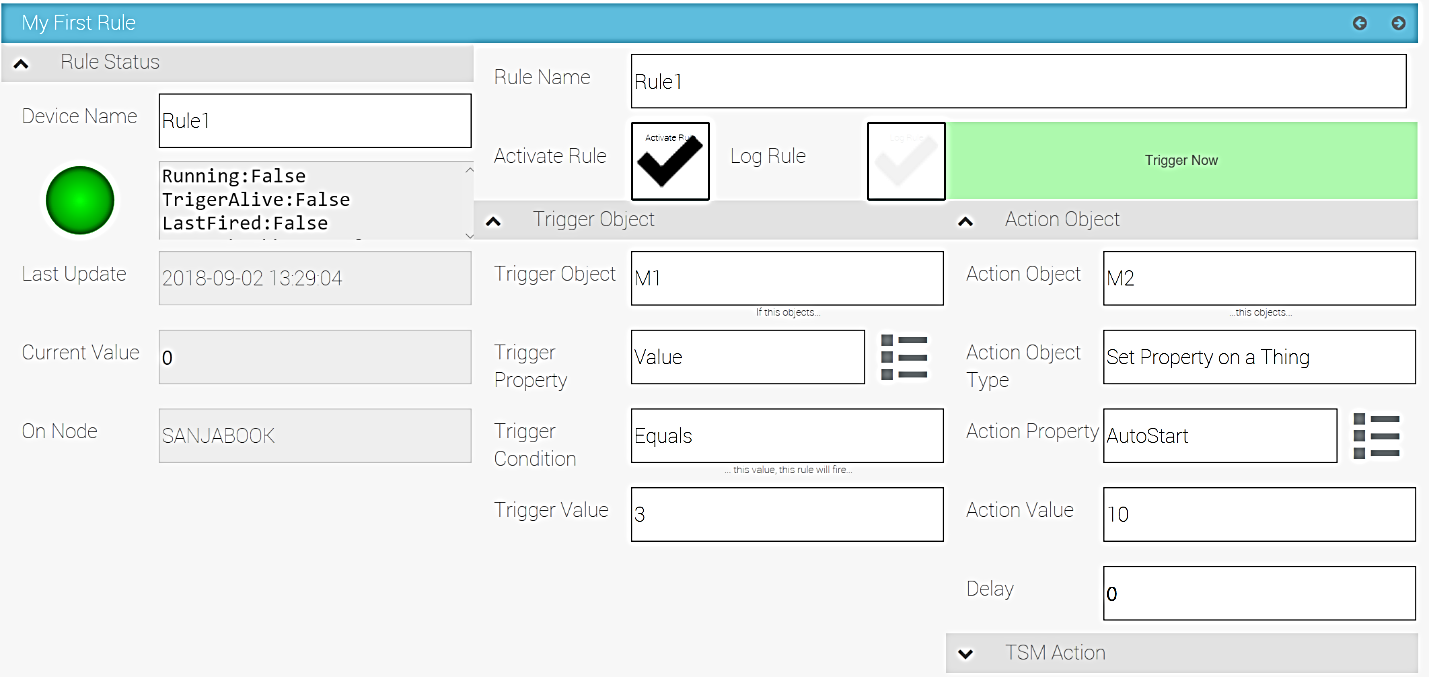 My First Rule
Rule Status
Device Name
Rule1
Running:False
TrigerAlive:False
LastFired:False
Last Update
2018-09-02 13:29:04
Current Value
0
On Node
SANJABOOK
Rule Name
Rule1
Activate Rule
Activate Ru
Log Rule
Log Rule
Trigger Now
Trigger Object
Trigger Object
M1
If this objects...
Trigger
Property
Value
Trigger
Condition
Equals
... this value, this rule will fire...
Trigger Value
3
Action Object
Action Object
M2
...this objects...
Action Object
Type
Set Property on a Thing
Action Property
AutoStart
Action Value
10
Delay
0
TSM Action